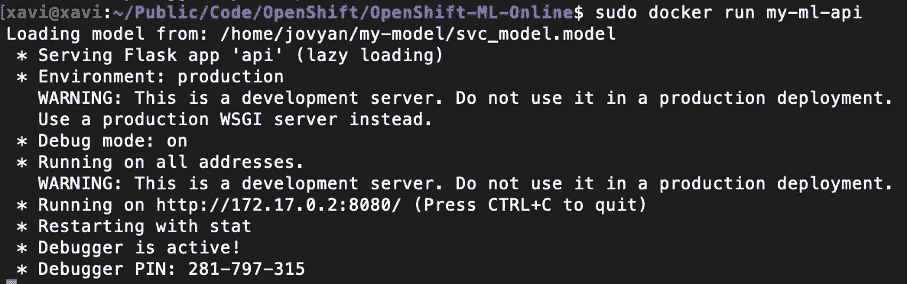 [xavi@xavi:~/Public/Code/OpenShift/OpenShift-ML-Online$ sudo docker run my-ml-api
Loading model from: /home/jovyan/my-model/svc_model.model
* Serving Flask app 'api' (lazy loading)
* Environment: production
WARNING: This is a development server. Do not use it in a production deployment.
Use a production WSGI server instead.
* Debug mode: on
* Running on all addresses.
WARNING: This is a development server. Do not use it in a production deployment.
* Running on http://172.17.0.2:8080/ (Press CTRL+C to quit)
* Restarting with stat
* Debugger is active!
* Debugger PIN: 281-797-315